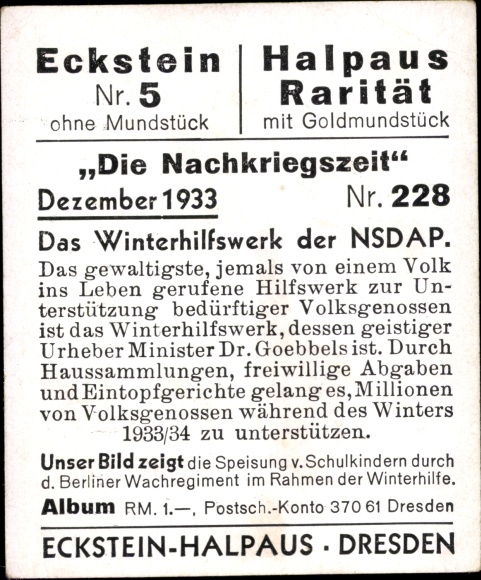 Eckstein
Nr. 5
ohne Mundstück
Halpaus
Rarität
mit Goldmundstück
„Die Nachkriegszeit“
Dezember 1933 Nr. 228
Das Winterhilfswerk der NSDAP.
Das gewaltigste, jemals von einem Volk
ins Leben gerufene Hilfswerk zur Un-
terstützung bedürftiger Volksgenossen
ist das Winterhilfswerk, dessen geistiger
Urheber Minister Dr. Goebbels ist. Durch
Haussammlungen, freiwillige Abgaben
und Eintopfgerichte gelang es, Millionen
von Volksgenossen während des Winters
1933/34 zu unterstützen.
Unser Bild zeigt die Speisung v. Schulkindern durch
d. Berliner Wachregiment im Rahmen der Winterhilfe.
Album RM. 1.—, Postsch.-Konto 370 61 Dresden
ECKSTEIN-HALPAUS · DRESDEN